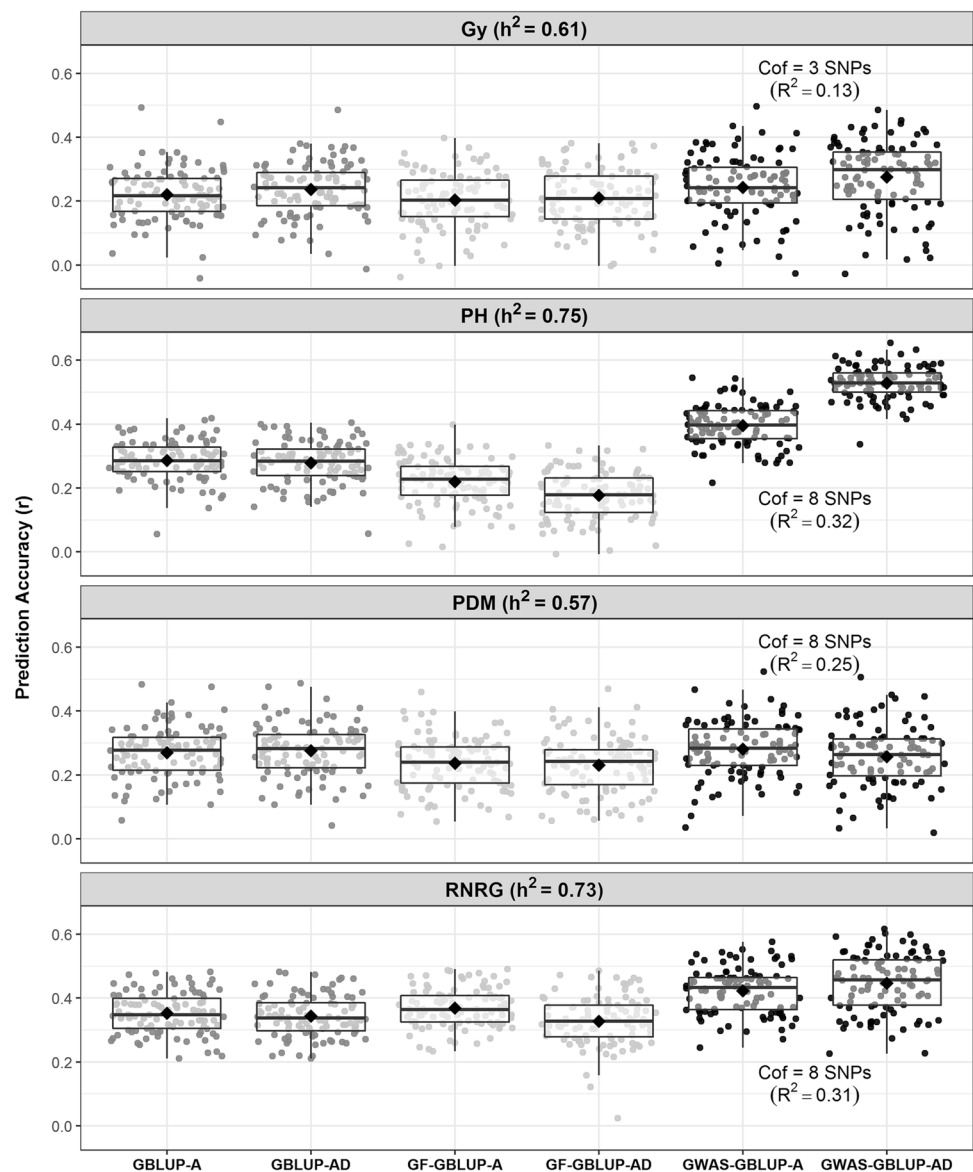 Gy (h² = 0.61)
0.6
0.4
0.2
0.0
Cof = 3 SNPs
(R² = 0.13)
PH (h² = 0.75)
0.6
0.4
0.2
0.0
Cof = 8 SNPs
(R² = 0.32)
Prediction Accuracy (r)
PDM (h² = 0.57)
0.6
0.4
0.2
0.0
Cof = 8 SNPs
(R² = 0.25)
RNRG (h² = 0.73)
0.6
0.4
0.2
0.0
Cof = 8 SNPs
(R² = 0.31)
GBLUP-A GBLUP-AD GF-GBLUP-A GF-GBLUP-AD GWAS-GBLUP-A GWAS-GBLUP-AD